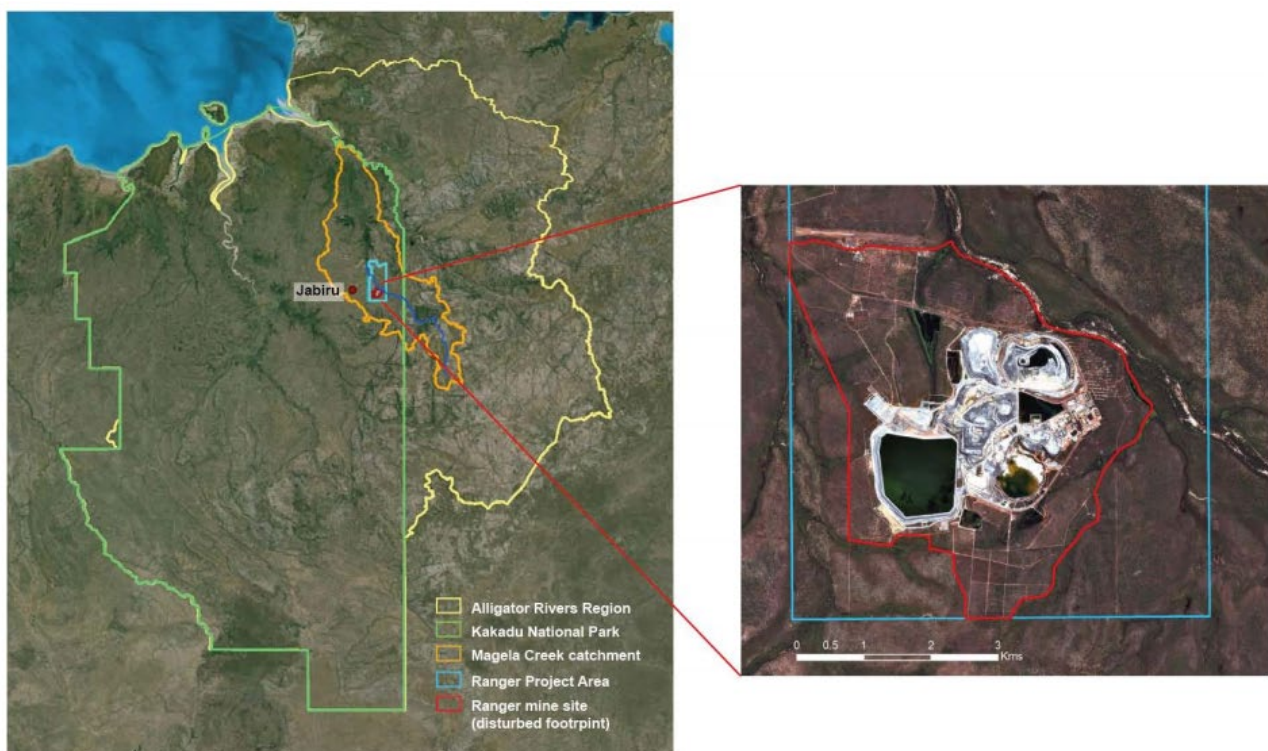 Jabiru
Alligator Rivers Region
Kakadu National Park
Magela Creek catchment
Ranger Project Area
Ranger mine site
(disturbed footrpint)
0 0.5 1 2 3
Kms